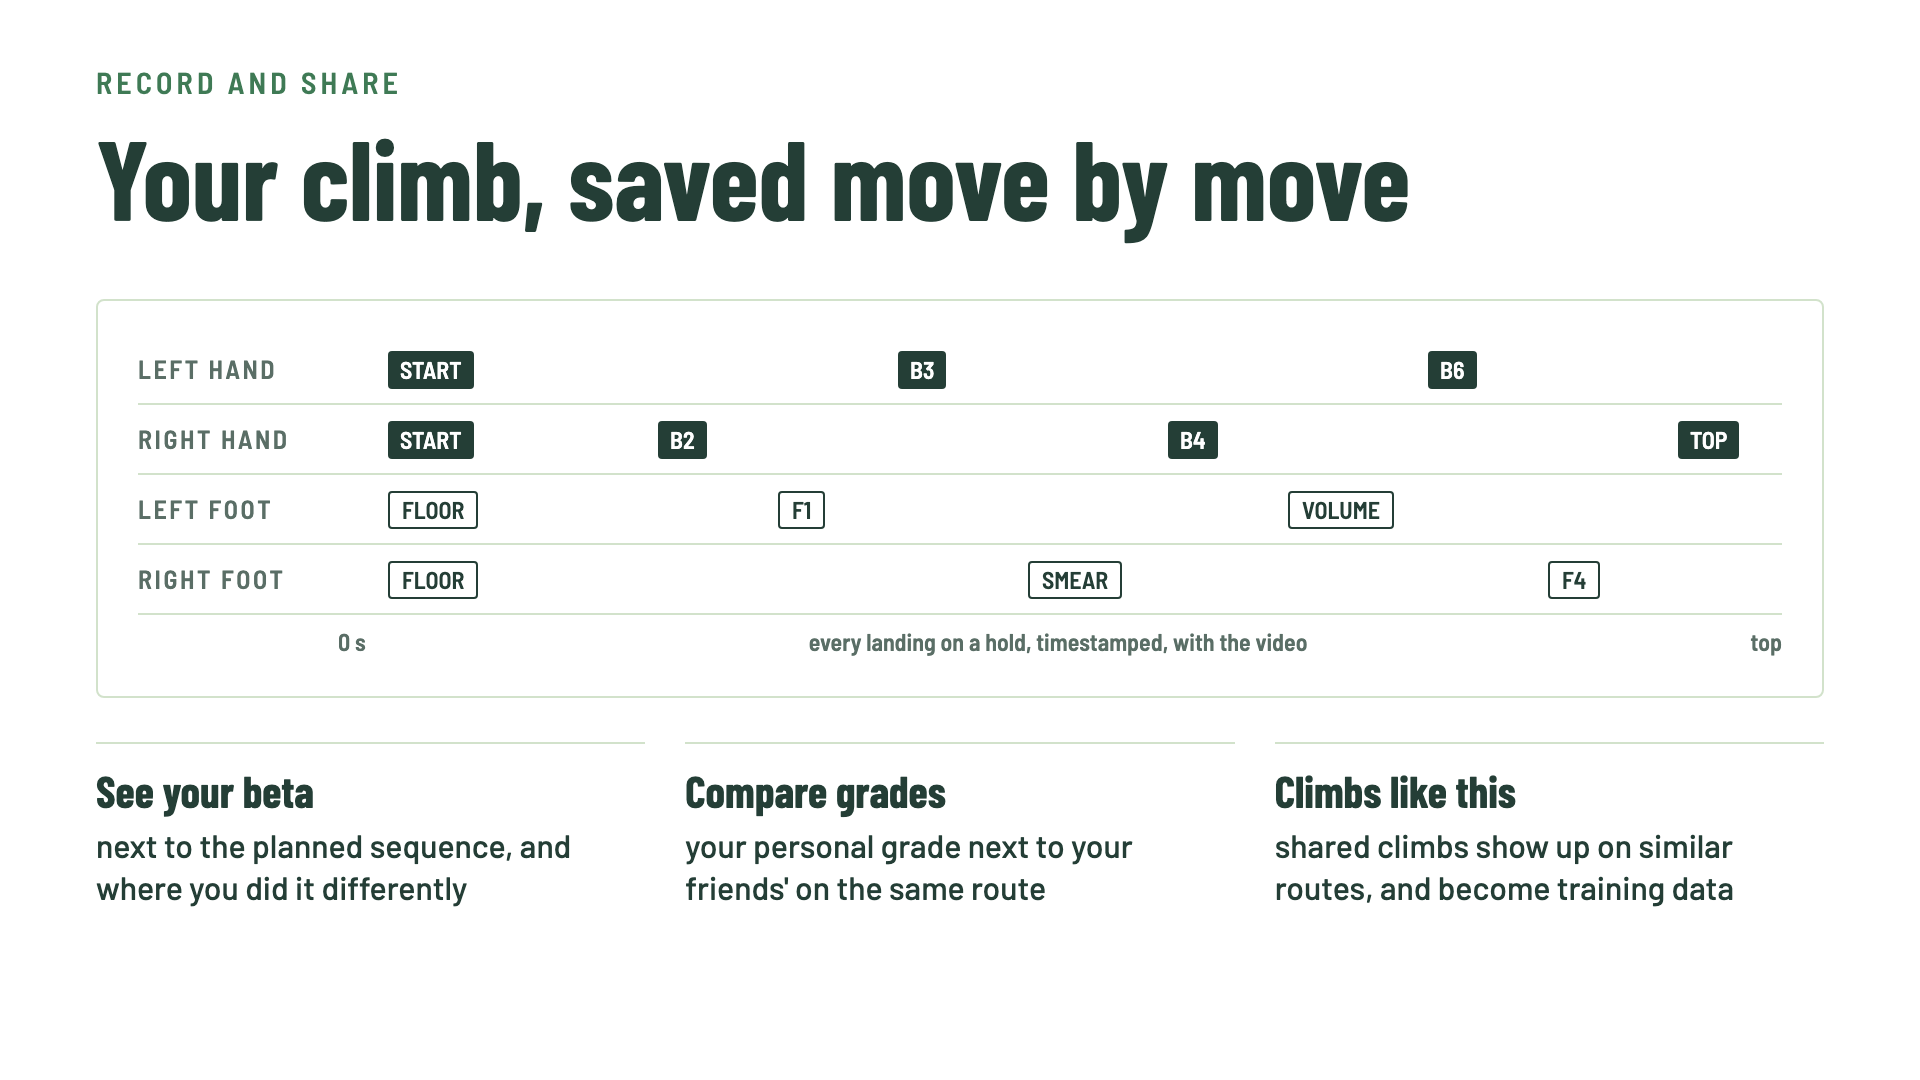 RECORD AND SHARE
Your climb, saved move by move
LEFT HAND START B3 B6
RIGHT HAND START B2 B4 TOP
LEFT FOOT FLOOR F1 VOLUME
RIGHT FOOT FLOOR SMEAR F4
0 s every landing on a hold, timestamped, with the video top
See your beta
next to the planned sequence, and
where you did it differently
Compare grades
your personal grade next to your
friends' on the same route
Climbs like this
shared climbs show up on similar
routes, and become training data